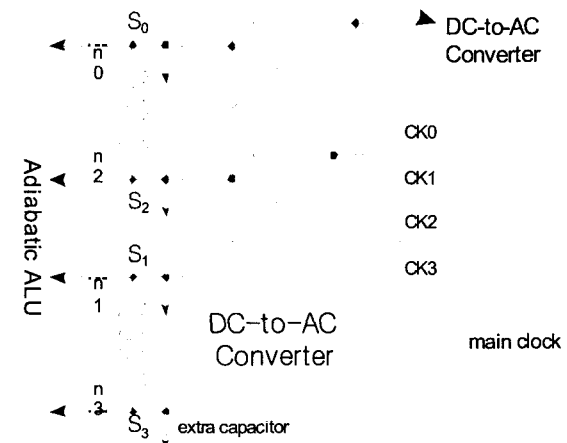 S0
DC-to-AC
Converter
n
0
CK0
n
2
CK1
Adiabatic ALU
S2
CK2
S1
CK3
n
1
DC-to-AC
Converter
main clock
n
3
S3
extra capacitor